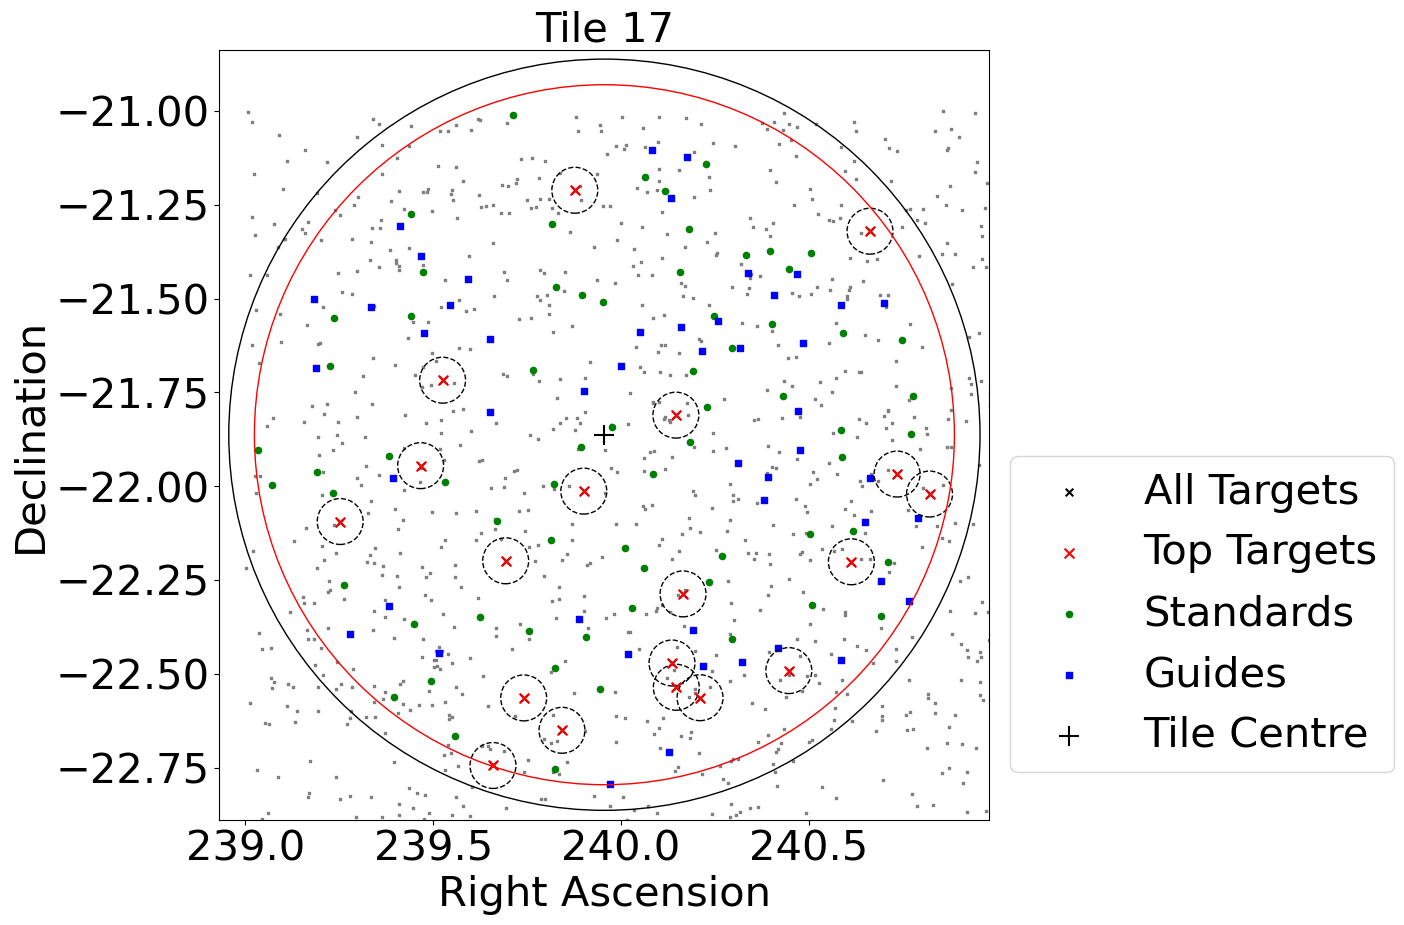 Tile 17
Declination
−21.00
−21.25
−21.50
−21.75
−22.00
−22.25
−22.50
−22.75
239.0 239.5 240.0 240.5
Right Ascension
All Targets
Top Targets
Standards
Guides
Tile Centre